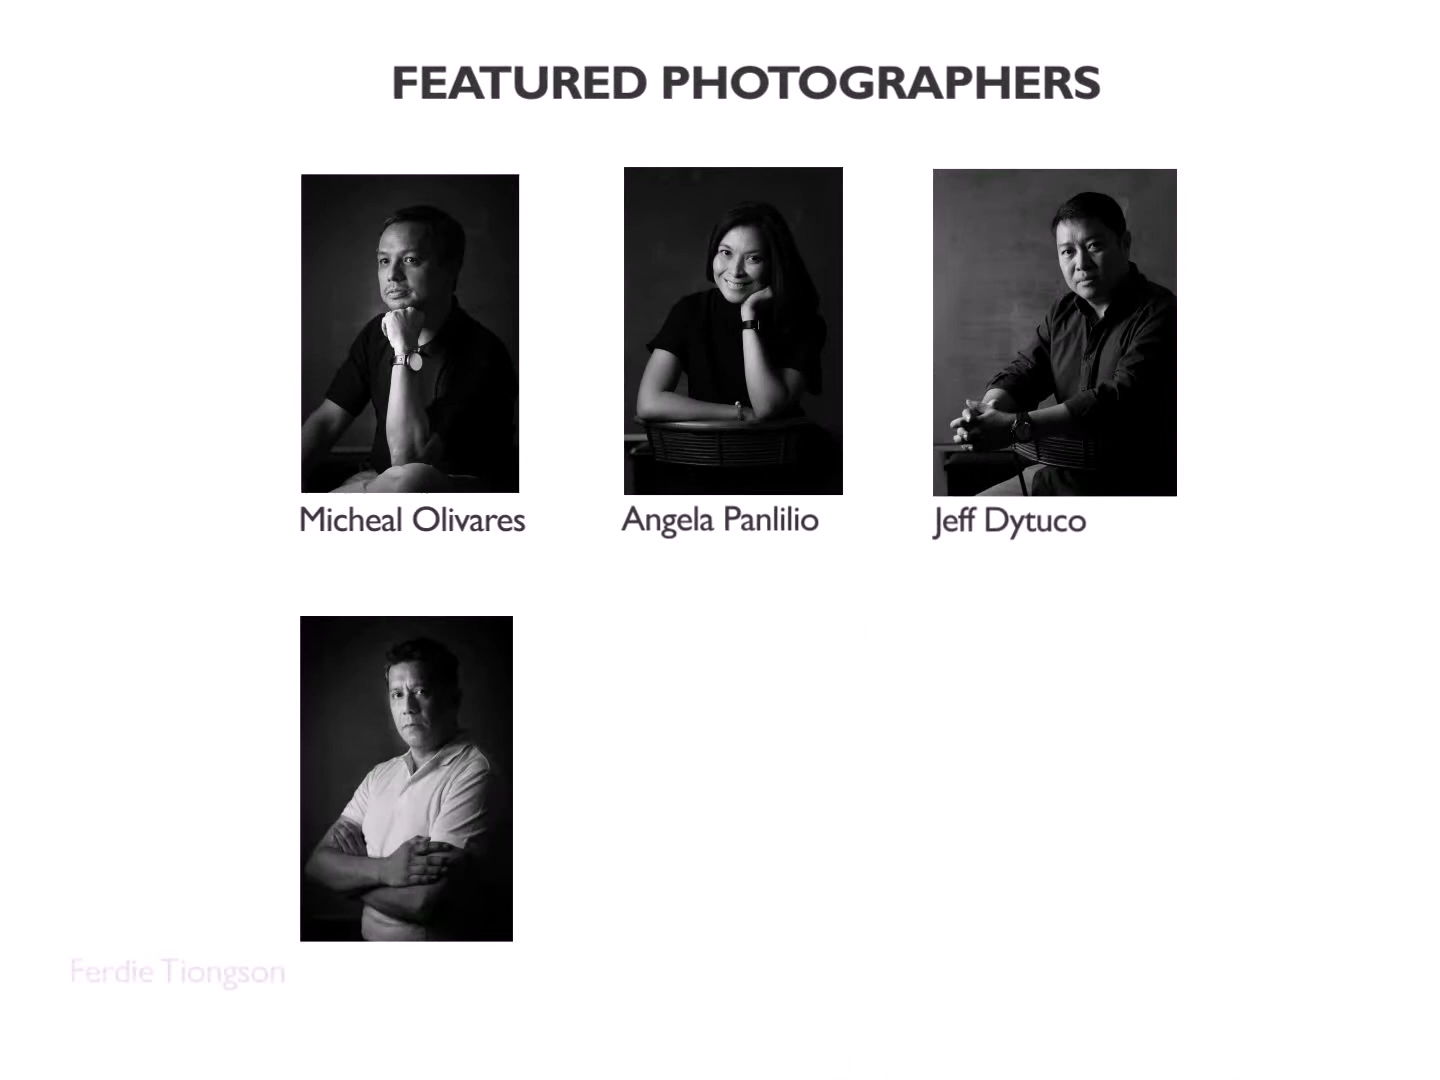 FEATURED PHOTOGRAPHERS
Micheal Olivares
Angela Panlilio
Jeff Dytuco
Ferdie Tiongson